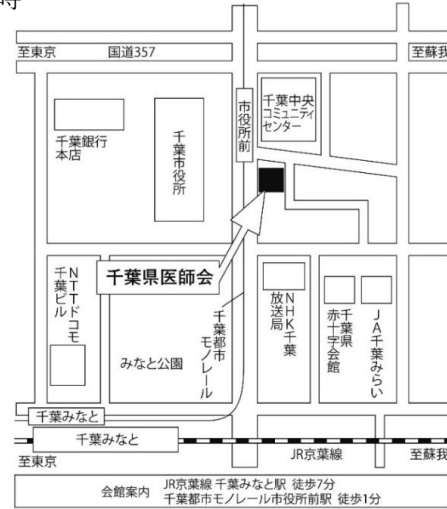 時
至東京
国道357
至蘇我
千葉銀行
本店
千葉市役所
市役所前
千葉中央
コミュニティ
センター
千葉県医師会
NTTドコモ
千葉ビル
みなと公園
千葉都市
モノレール
NHK千葉
放送局
千葉県
赤十字会館
JA千葉みらい
千葉みなと
千葉みなと
至東京
JR京葉線
至蘇我
会館案内
JR京葉線 千葉みなと駅 徒歩7分
千葉都市モノレール市役所前駅 徒歩1分